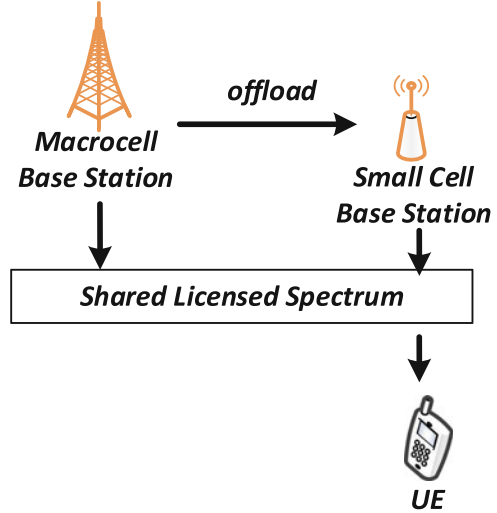 offload
Macrocell
Base Station
Small Cell
Base Station
Shared Licensed Spectrum
UE